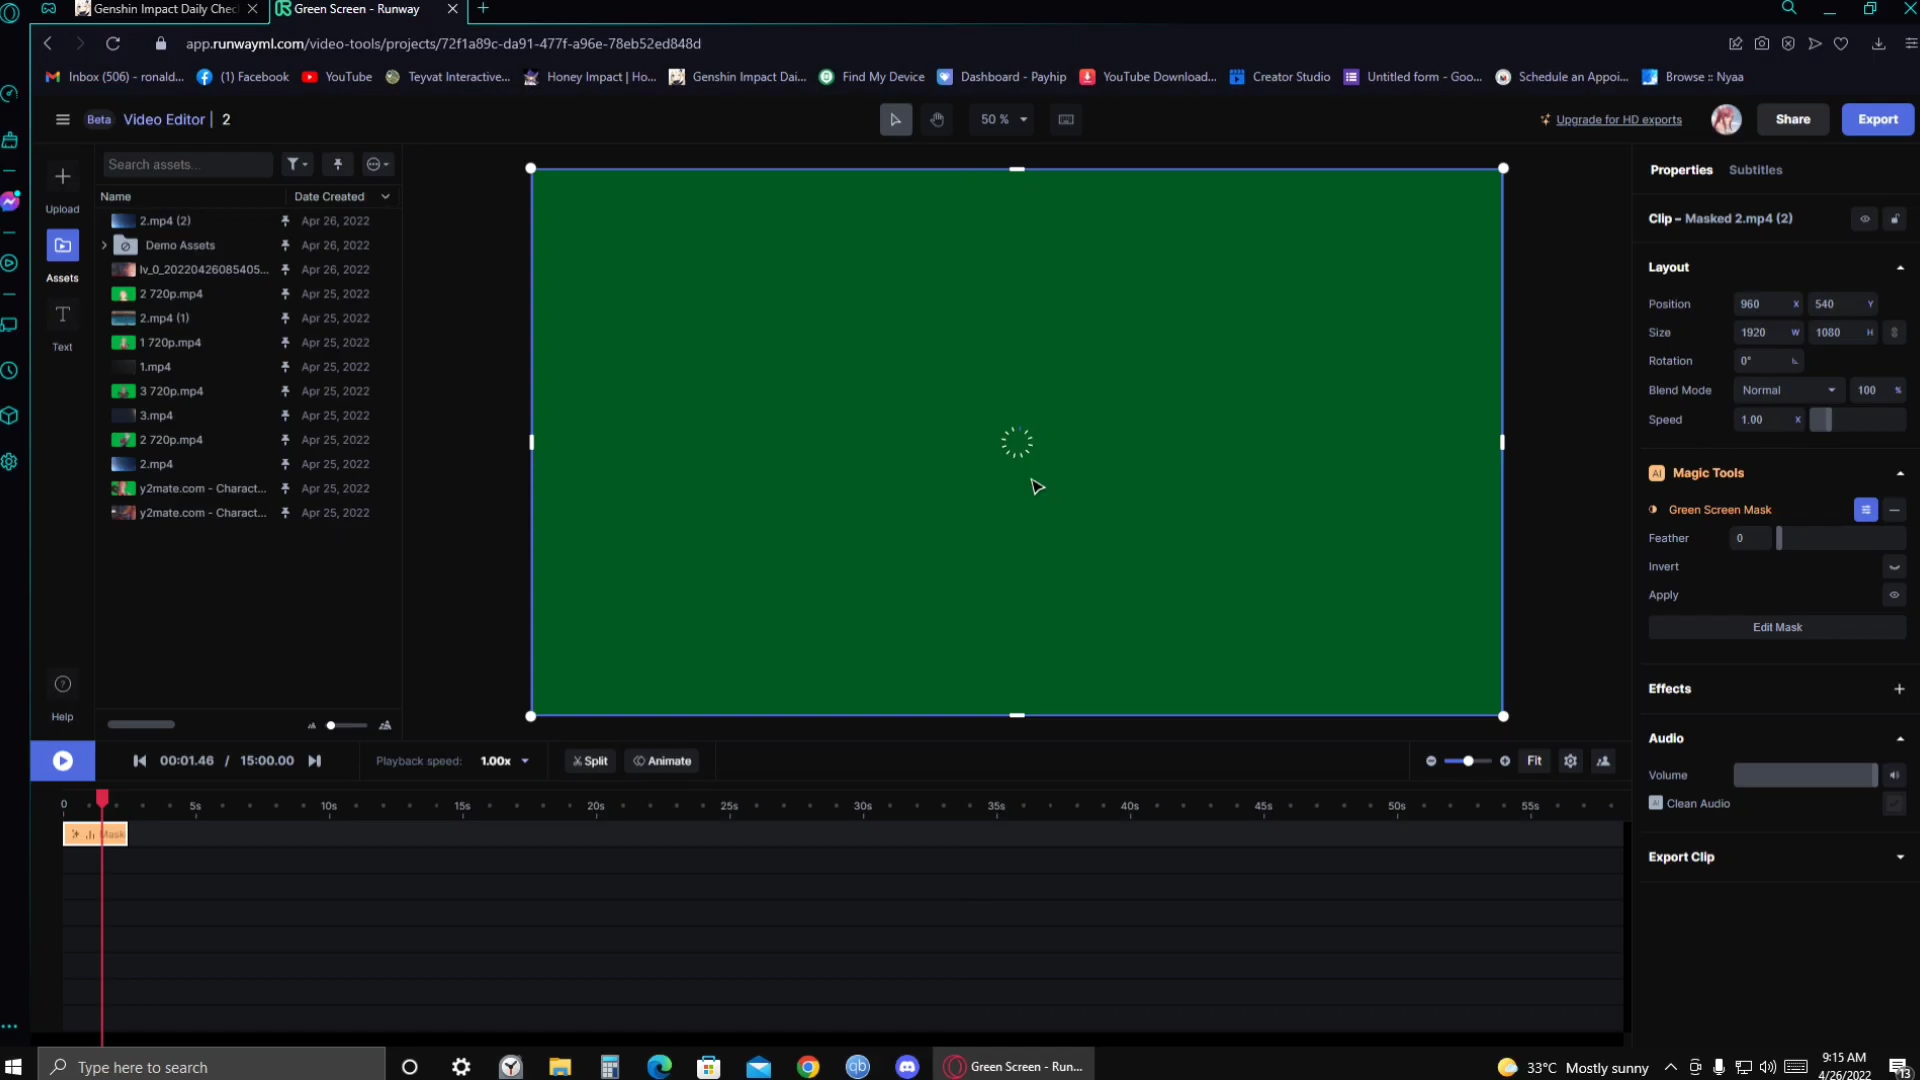 Genshin Impact Daily Chec
Green Screen - Runway
app.runwayml.com/video-tools/projects/72f1a89c-da91-477f-a96e-78eb52ed848d
Inbox (506) - ronald...
(1) Facebook
YouTube
Teyvat Interactive...
Honey Impact | Ho...
Genshin Impact Dai...
Find My Device
Dashboard - Payhip
YouTube Download...
Creator Studio
Untitled form - Goo...
Schedule an Appoi...
Browse :: Nyaa
Beta Video Editor | 2
50 %
Upgrade for HD exports
Share
Export
Upload
Assets
Text
Help
Search assets...
Name Date Created
2.mp4 (2) Apr 26, 2022
Demo Assets Apr 26, 2022
lv_0_20220426085405... Apr 26, 2022
2 720p.mp4 Apr 25, 2022
2.mp4 (1) Apr 25, 2022
1 720p.mp4 Apr 25, 2022
1.mp4 Apr 25, 2022
3 720p.mp4 Apr 25, 2022
3.mp4 Apr 25, 2022
2 720p.mp4 Apr 25, 2022
2.mp4 Apr 25, 2022
y2mate.com - Charact... Apr 25, 2022
y2mate.com - Charact... Apr 25, 2022
Properties Subtitles
Clip – Masked 2.mp4 (2)
Layout
Position 960 X 540 Y
Size 1920 W 1080 H
Rotation 0°
Blend Mode Normal 100 %
Speed 1.00 X
AI Magic Tools
Green Screen Mask
Feather 0
Invert
Apply
Edit Mask
Effects
Audio
Volume
AI Clean Audio
Export Clip
00:01.46 / 15:00.00
Playback speed: 1.00x
Split
Animate
Fit
0 5s 10s 15s 20s 25s 30s 35s 40s 45s 50s 55s
Mask
Type here to search
qb
Green Screen - Run...
33°C Mostly sunny
9:15 AM
4/26/2022
13